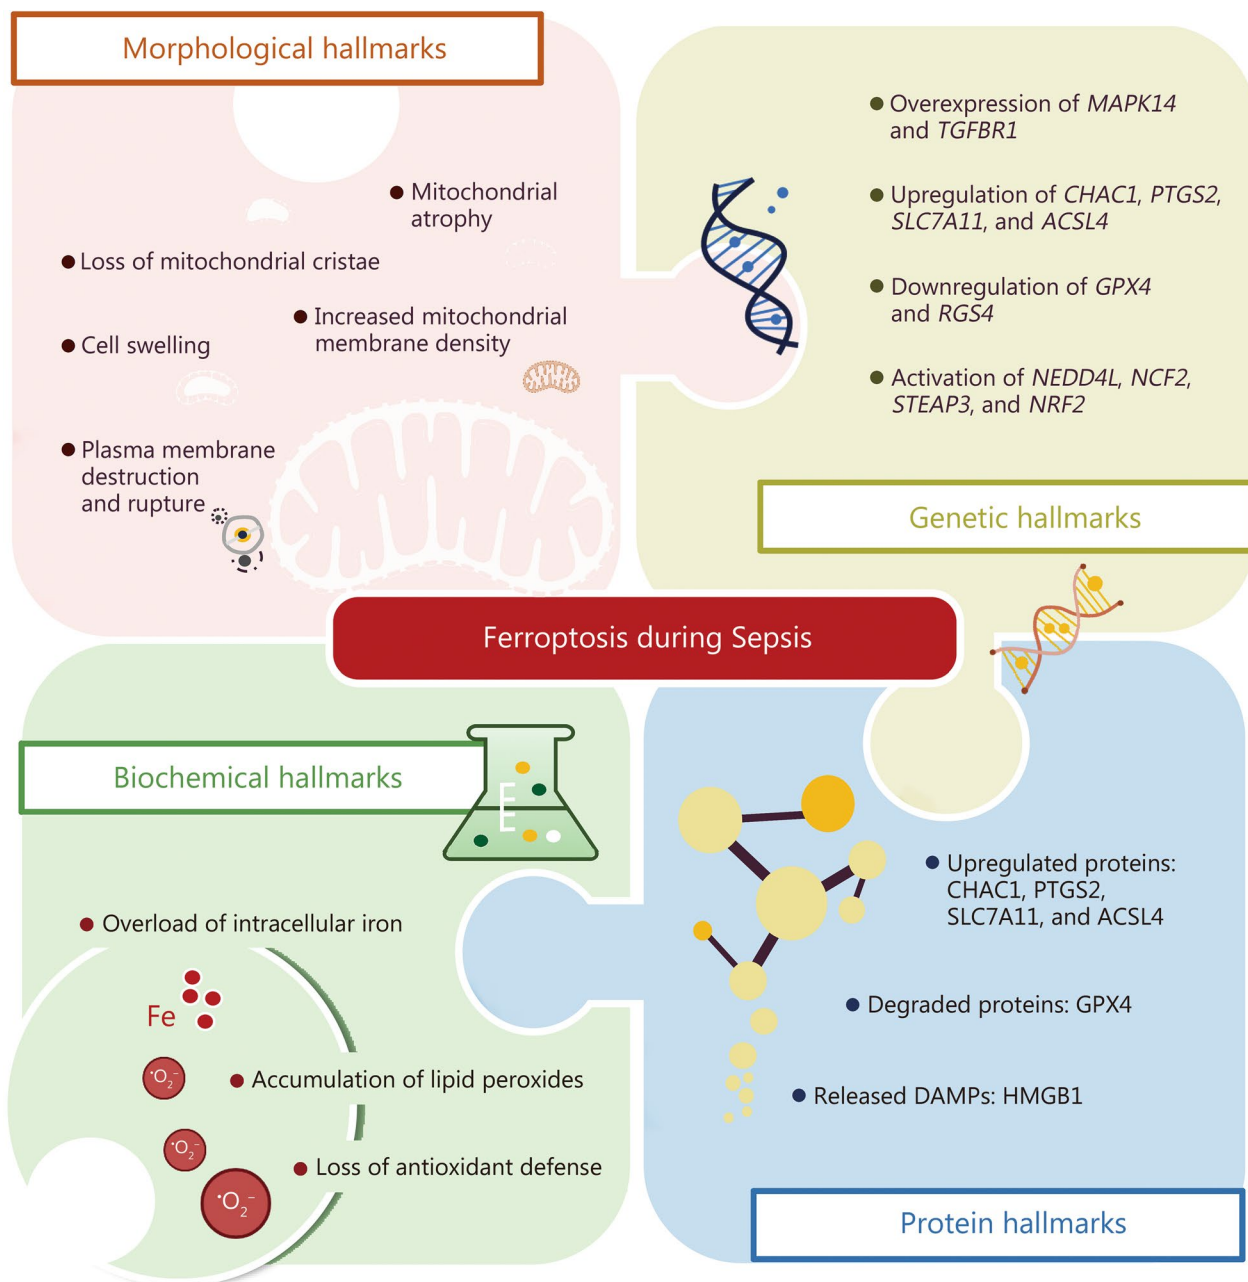 Morphological hallmarks
Mitochondrial
atrophy
Loss of mitochondrial cristae
Increased mitochondrial
membrane density
Cell swelling
Plasma membrane
destruction
and rupture
Overexpression of MAPK14
and TGFBR1
Upregulation of CHAC1, PTGS2,
SLC7A11, and ACSL4
Downregulation of GPX4
and RGS4
Activation of NEDD4L, NCF2,
STEAP3, and NRF2
Genetic hallmarks
Ferroptosis during Sepsis
Biochemical hallmarks
Overload of intracellular iron
Fe
•O₂⁻
Accumulation of lipid peroxides
•O₂⁻
Loss of antioxidant defense
•O₂⁻
Upregulated proteins:
CHAC1, PTGS2,
SLC7A11, and ACSL4
Degraded proteins: GPX4
Released DAMPs: HMGB1
Protein hallmarks